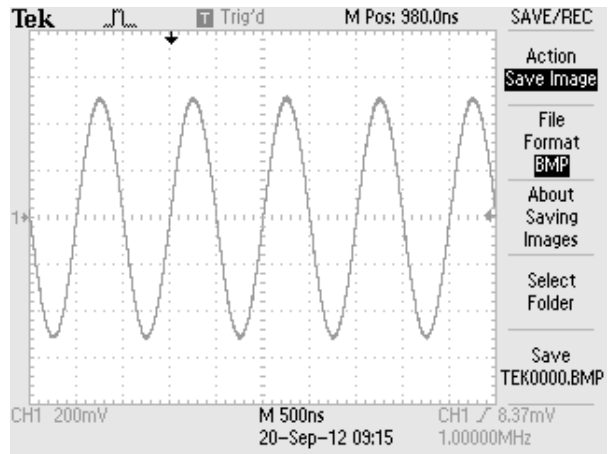 Tek T Trig'd M Pos: 980.0ns SAVE/REC
Action
Save Image
File
Format
BMP
About
Saving
Images
Select
Folder
Save
TEK0000.BMP
1
CH1 200mV M 500ns CH1 8.37mV
20-Sep-12 09:15 1.00000MHz